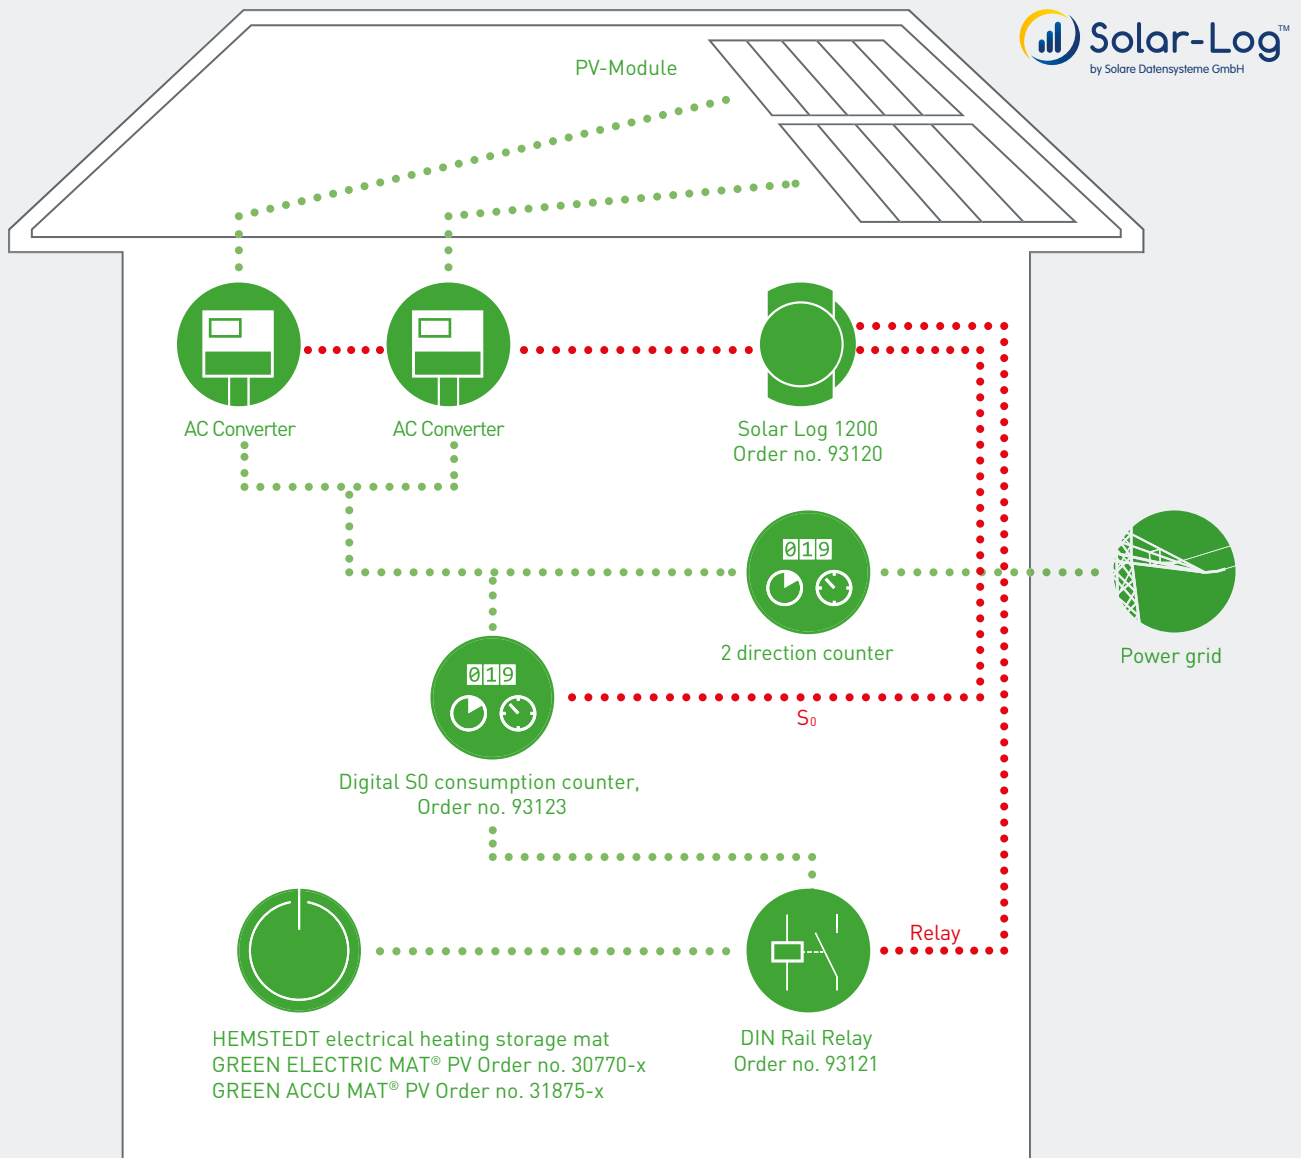 Solar-Log™
by Solare Datensysteme GmbH
PV-Module
AC Converter
AC Converter
Solar Log 1200
Order no. 93120
019
2 direction counter
Power grid
019
S₀
Digital S0 consumption counter,
Order no. 93123
Relay
HEMSTEDT electrical heating storage mat
GREEN ELECTRIC MAT® PV Order no. 30770-x
GREEN ACCU MAT® PV Order no. 31875-x
DIN Rail Relay
Order no. 93121